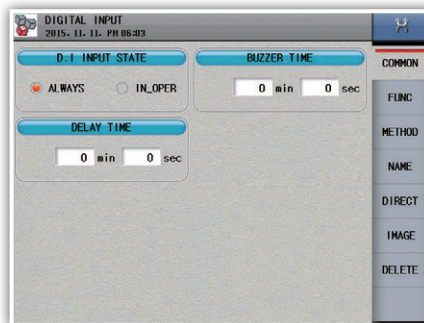 DIGITAL INPUT
2015. 11. 11. PM 06:03
D.I INPUT STATE
ALWAYS IN_OPER
BUZZER TIME
0 min 0 sec
DELAY TIME
0 min 0 sec
COMMON
FUNC
METHOD
NAME
DIRECT
IMAGE
DELETE